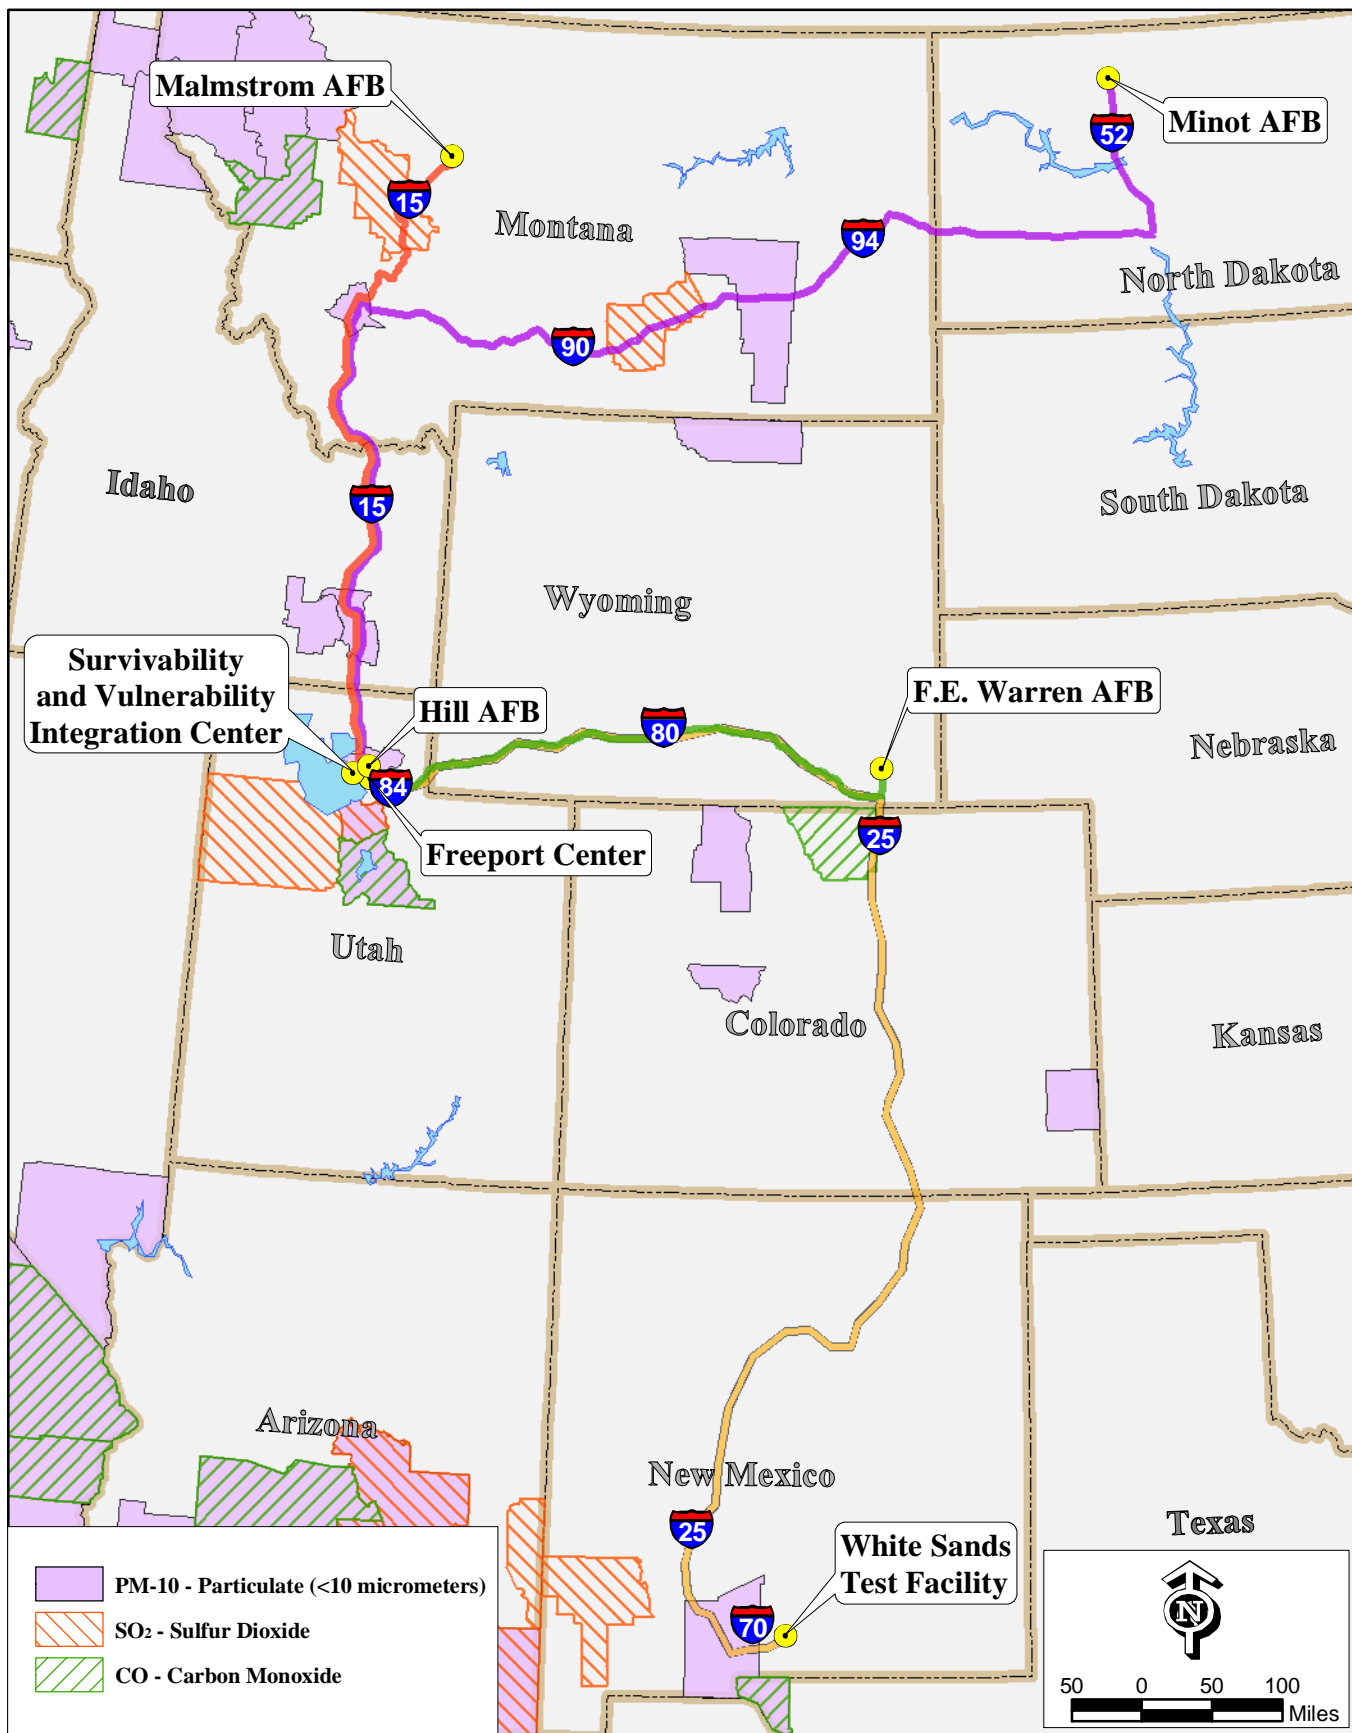 Malmstrom AFB
Minot AFB
52
15
Montana
94
North Dakota
90
Idaho
15
South Dakota
Wyoming
Survivability
and Vulnerability
Integration Center
Hill AFB
F.E. Warren AFB
80
Nebraska
84
25
Freeport Center
Utah
Colorado
Kansas
Arizona
New Mexico
25
Texas
White Sands
Test Facility
70
PM-10 - Particulate (<10 micrometers)
SO2 - Sulfur Dioxide
CO - Carbon Monoxide
N
50 0 50 100
Miles